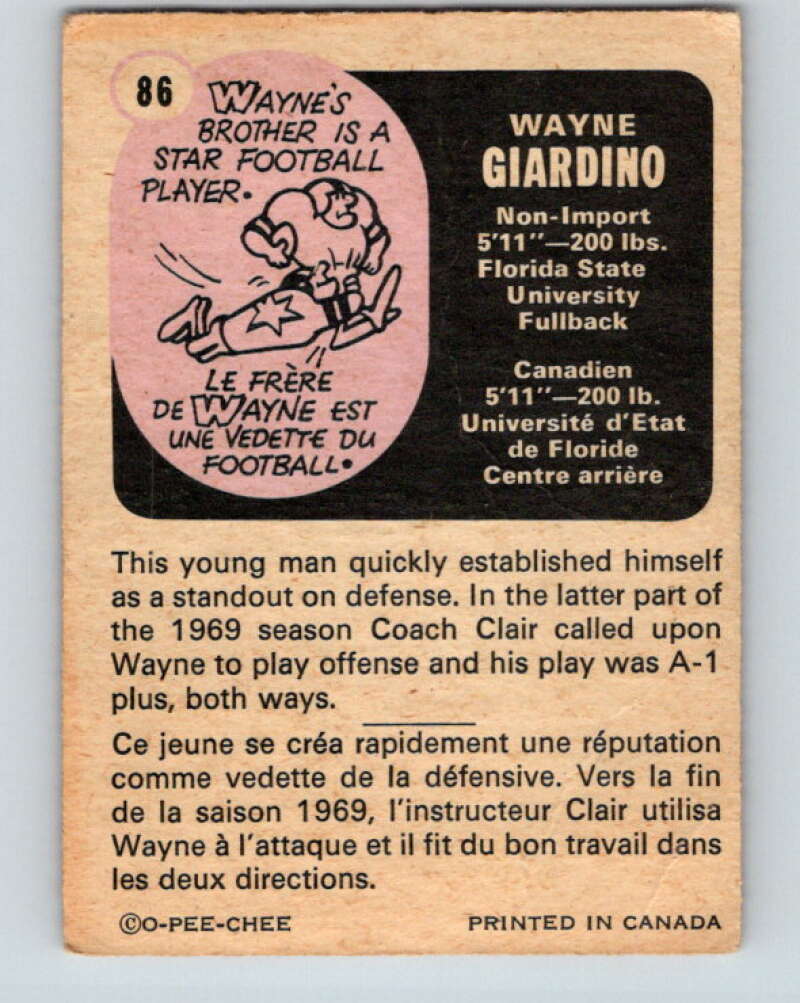 86
WAYNE'S
BROTHER IS A
STAR FOOTBALL
PLAYER.
LE FRÈRE
DE WAYNE EST
UNE VEDETTE DU
FOOTBALL.
WAYNE
GIARDINO
Non-Import
5'11"—200 lbs.
Florida State
University
Fullback
Canadien
5'11"—200 lb.
Université d'Etat
de Floride
Centre arrière
This young man quickly established himself
as a standout on defense. In the latter part of
the 1969 season Coach Clair called upon
Wayne to play offense and his play was A-1
plus, both ways.
Ce jeune se créa rapidement une réputation
comme vedette de la défensive. Vers la fin
de la saison 1969, l'instructeur Clair utilisa
Wayne à l'attaque et il fit du bon travail dans
les deux directions.
©O-PEE-CHEE PRINTED IN CANADA